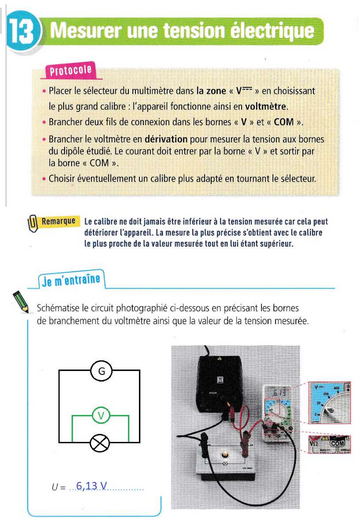 13 Mesurer une tension électrique
Protocole
• Placer le sélecteur du multimètre dans la zone « V⎓ » en choisissant
le plus grand calibre : l'appareil fonctionne ainsi en voltmètre.
• Brancher deux fils de connexion dans les bornes « V » et « COM ».
• Brancher le voltmètre en dérivation pour mesurer la tension aux bornes
du dipôle étudié. Le courant doit entrer par la borne « V » et sortir par
la borne « COM ».
• Choisir éventuellement un calibre plus adapté en tournant le sélecteur.
Remarque Le calibre ne doit jamais être inférieur à la tension mesurée car cela peut
détériorer l'appareil. La mesure la plus précise s'obtient avec le calibre
le plus proche de la valeur mesurée tout en lui étant supérieur.
Je m'entraîne
Schématise le circuit photographié ci-dessous en précisant les bornes
de branchement du voltmètre ainsi que la valeur de la tension mesurée.
G
V
U = 6,13 V